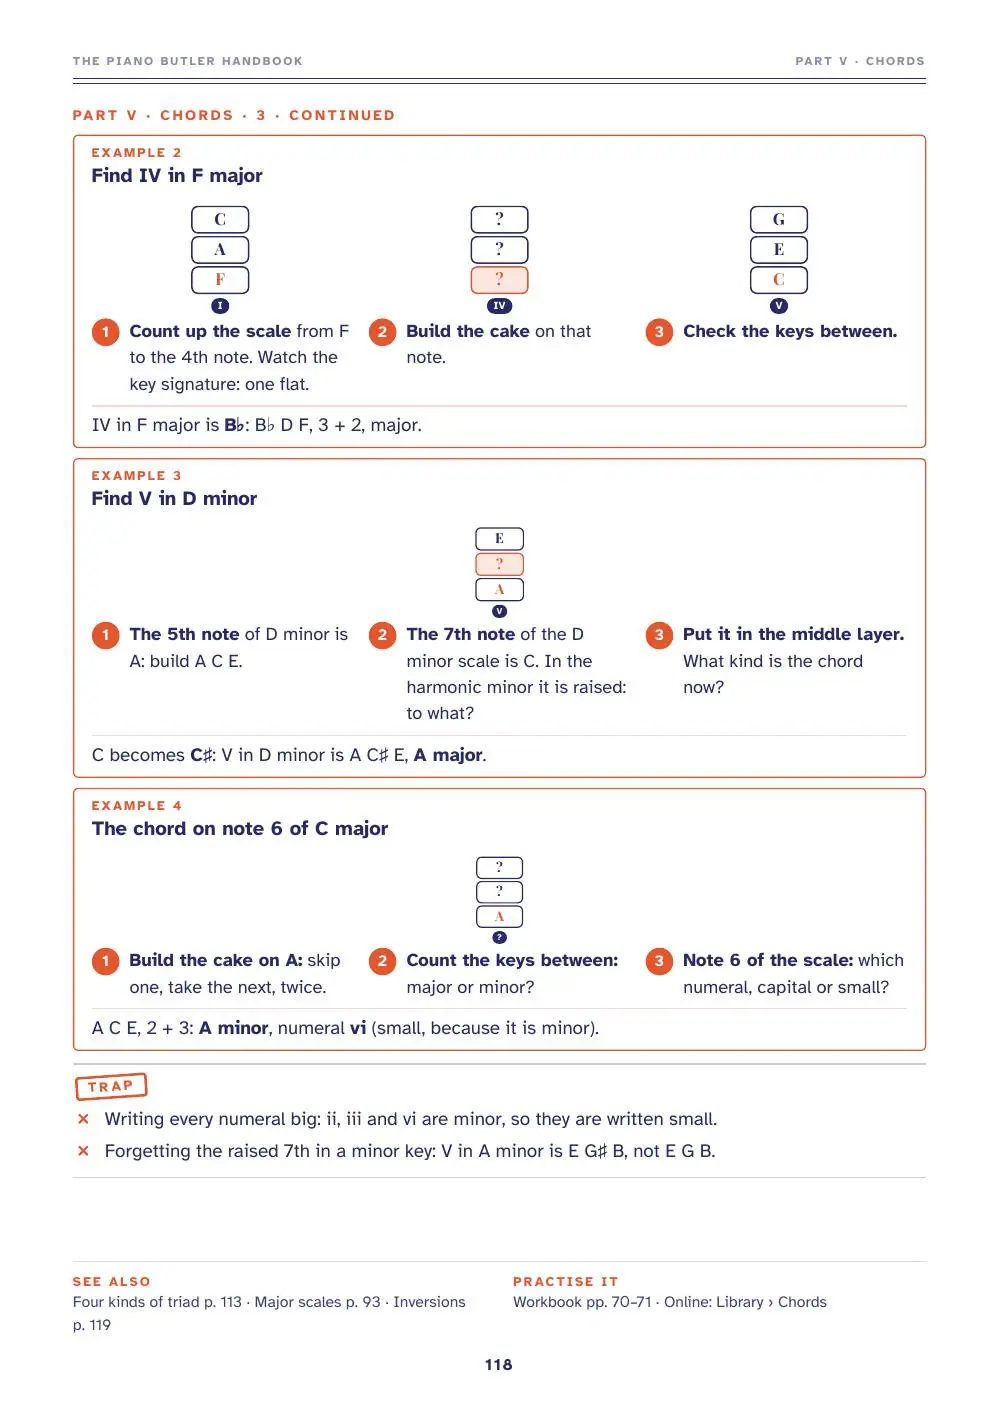 THE PIANO BUTLER HANDBOOK
PART V · CHORDS
PART V · CHORDS · 3 · CONTINUED
EXAMPLE 2
Find IV in F major
C
A
F
I
?
?
?
IV
G
E
C
V
1 Count up the scale from F
to the 4th note. Watch the
key signature: one flat.
2 Build the cake on that
note.
3 Check the keys between.
IV in F major is B♭: B♭ D F, 3 + 2, major.
EXAMPLE 3
Find V in D minor
E
?
A
V
1 The 5th note of D minor is
A: build A C E.
2 The 7th note of the D
minor scale is C. In the
harmonic minor it is raised:
to what?
3 Put it in the middle layer.
What kind is the chord
now?
C becomes C♯: V in D minor is A C♯ E, A major.
EXAMPLE 4
The chord on note 6 of C major
?
?
A
?
1 Build the cake on A: skip
one, take the next, twice.
2 Count the keys between:
major or minor?
3 Note 6 of the scale: which
numeral, capital or small?
A C E, 2 + 3: A minor, numeral vi (small, because it is minor).
TRAP
× Writing every numeral big: ii, iii and vi are minor, so they are written small.
× Forgetting the raised 7th in a minor key: V in A minor is E G♯ B, not E G B.
SEE ALSO
Four kinds of triad p. 113 · Major scales p. 93 · Inversions
p. 119
PRACTISE IT
Workbook pp. 70–71 · Online: Library › Chords
118